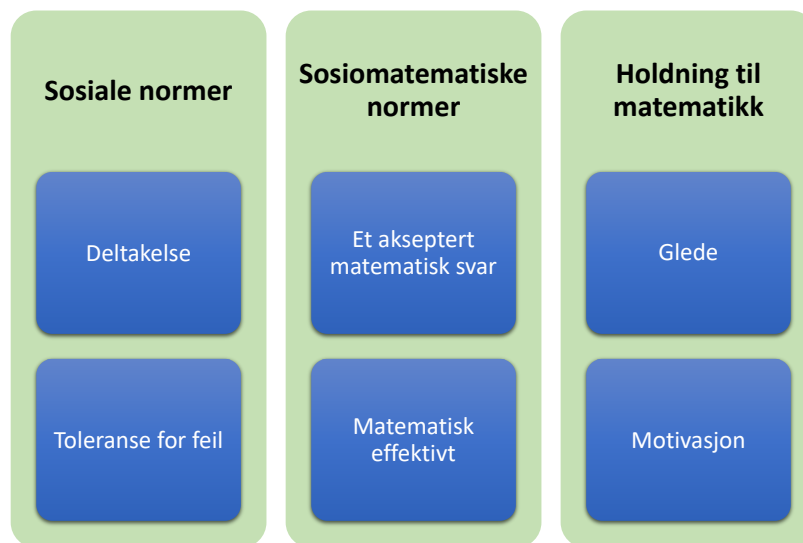 Sosiale normer
Deltakelse
Toleranse for feil
Sosiomatematiske
normer
Et akseptert
matematisk svar
Matematisk
effektivt
Holdning til
matematikk
Glede
Motivasjon